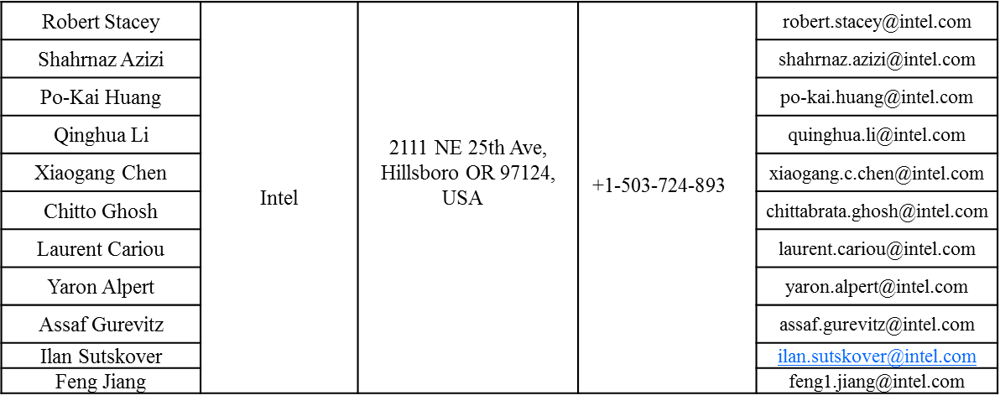 Robert Stacey
robert.stacey@intel.com
Shahrnaz Azizi
shahrnaz.azizi@intel.com
Po-Kai Huang
po-kai.huang@intel.com
Qinghua Li
quinghua.li@intel.com
Xiaogang Chen
xiaogang.c.chen@intel.com
Intel
2111 NE 25th Ave,
Hillsboro OR 97124,
USA
+1-503-724-893
Chitto Ghosh
chittabrata.ghosh@intel.com
Laurent Cariou
laurent.cariou@intel.com
Yaron Alpert
yaron.alpert@intel.com
Assaf Gurevitz
assaf.gurevitz@intel.com
Ilan Sutskover
ilan.sutskover@intel.com
Feng Jiang
feng1.jiang@intel.com